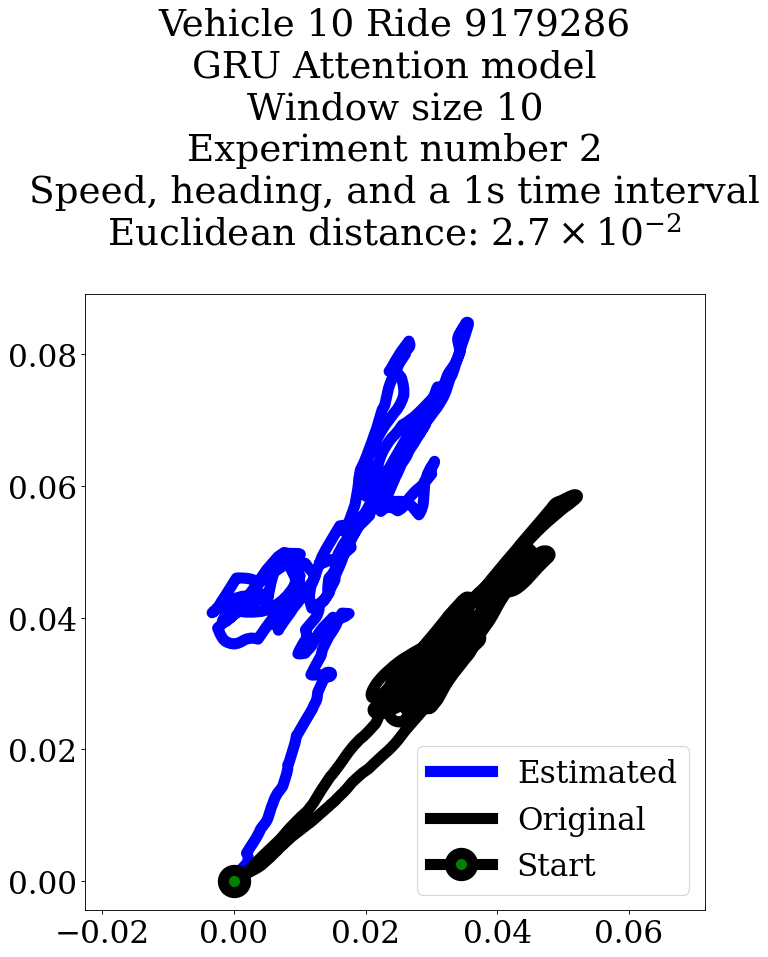 Vehicle 10 Ride 9179286
GRU Attention model
Window size 10
Experiment number 2
Speed, heading, and a 1s time interval
Euclidean distance: 2.7 × 10⁻²
0.08
0.06
0.04
0.02
0.00
Estimated
Original
Start
−0.02 0.00 0.02 0.04 0.06